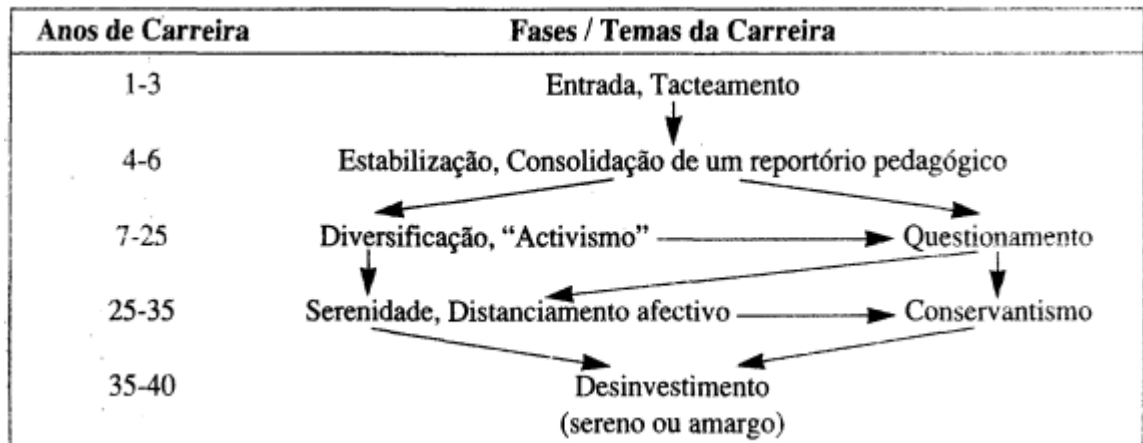 Anos de Carreira Fases / Temas da Carreira
1-3 Entrada, Tacteamento
4-6 Estabilização, Consolidação de um reportório pedagógico
7-25 Diversificação, “Activismo” Questionamento
25-35 Serenidade, Distanciamento afectivo Conservantismo
35-40 Desinvestimento
(sereno ou amargo)